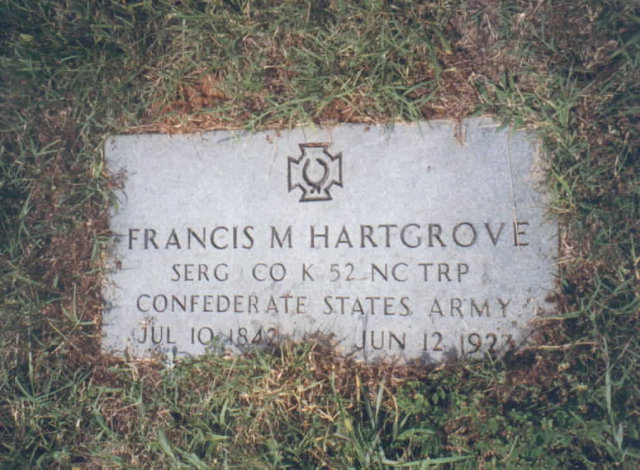 FRANCIS M HARTGROVE
SERG CO K 52 NC TRP
CONFEDERATE STATES ARMY
JUL 10 1842 JUN 12 1923